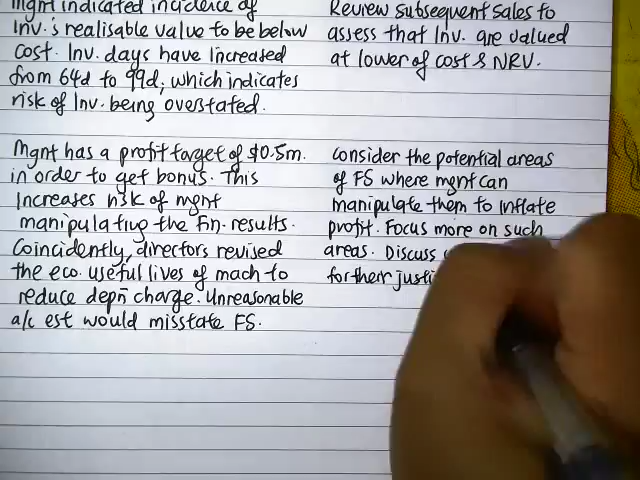 mgnt indicated incidence of
inv.'s realisable value to be below
cost. Inv. days have increased
from 64d to 99d, which indicates
risk of Inv. being overstated.
Mgnt has a profit target of $0.5m.
in order to get bonus. This
increases risk of mgnt
manipulating the fin. results.
Coincidently, directors revised
the eco. useful lives of mach to
reduce depñ charge. Unreasonable
a/c est would misstate FS.
Review subsequent sales to
assess that Inv. are valued
at lower of cost & NRV.
Consider the potential areas
of FS where mgnt can
manipulate them to inflate
profit. Focus more on such
areas. Discuss
for their